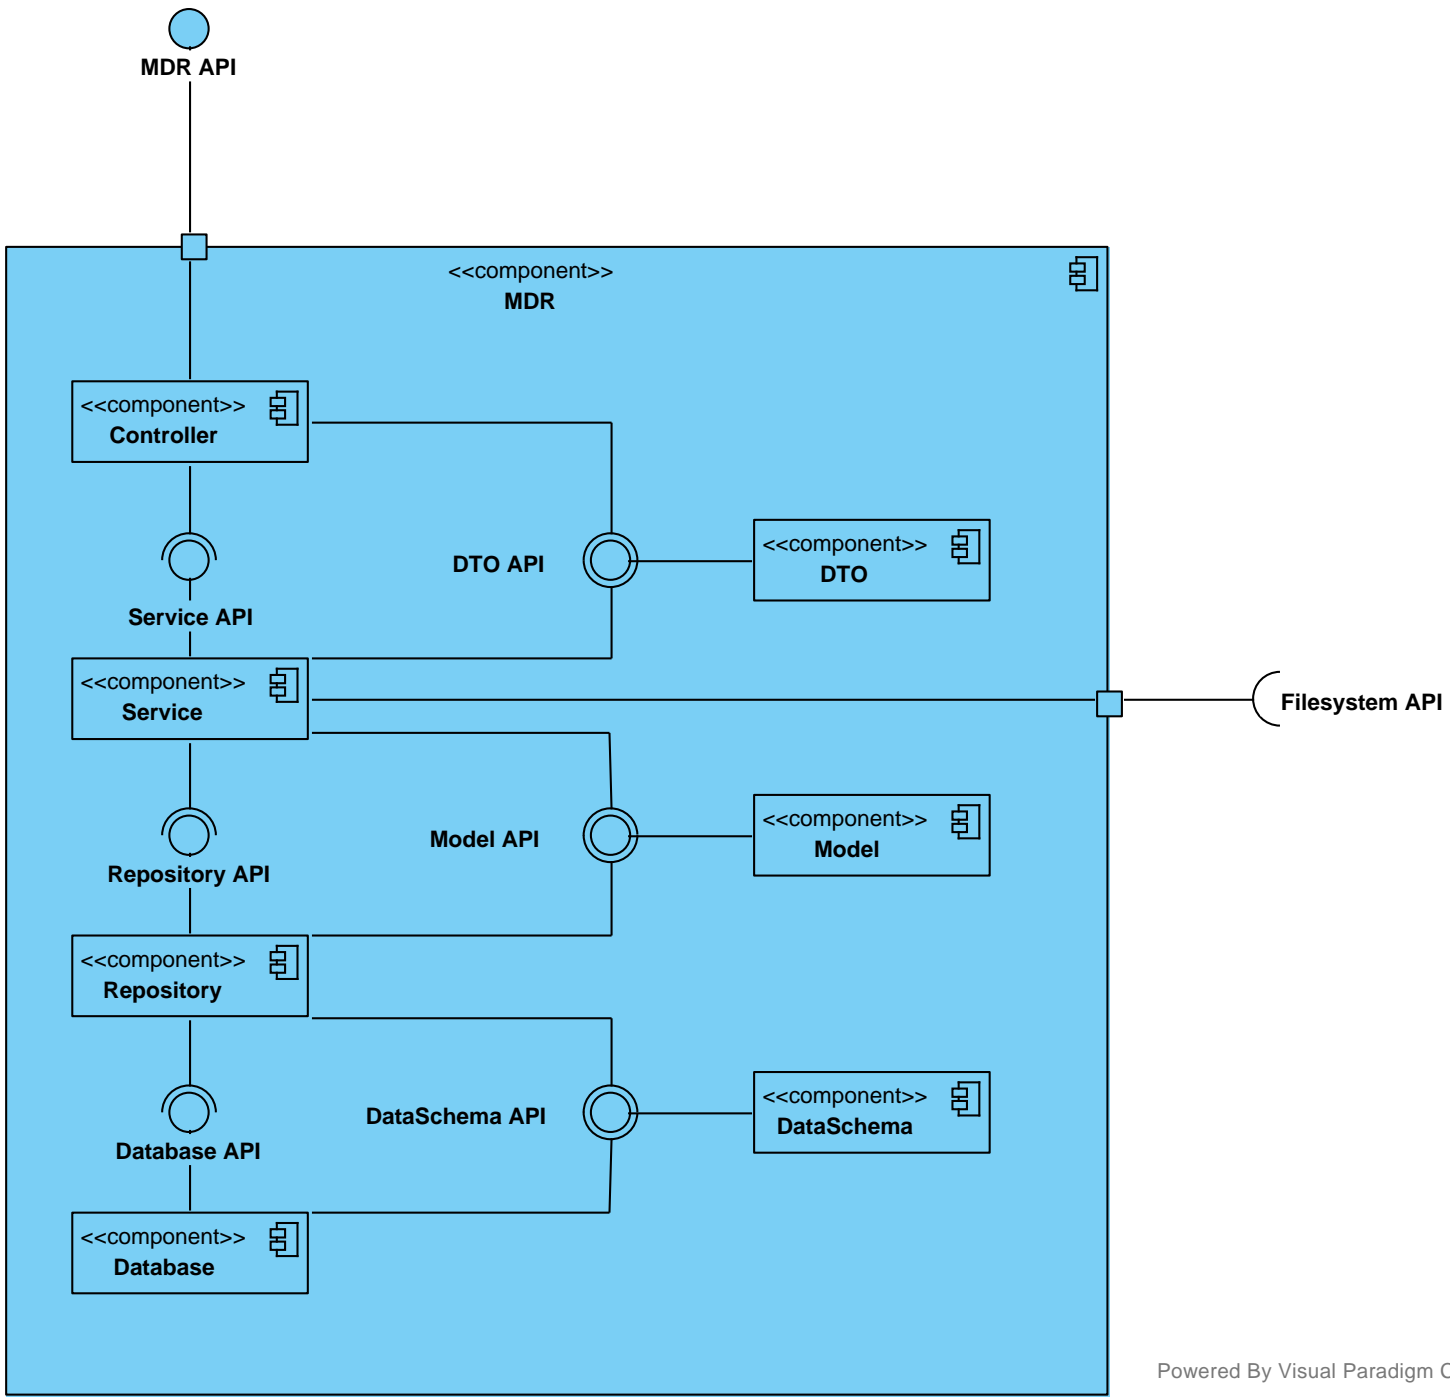 MDR API
<<component>>
MDR
<<component>>
Controller
DTO API
<<component>>
DTO
Service API
<<component>>
Service
Filesystem API
Model API
<<component>>
Model
Repository API
<<component>>
Repository
DataSchema API
<<component>>
DataSchema
Database API
<<component>>
Database
Powered By Visual Paradigm C